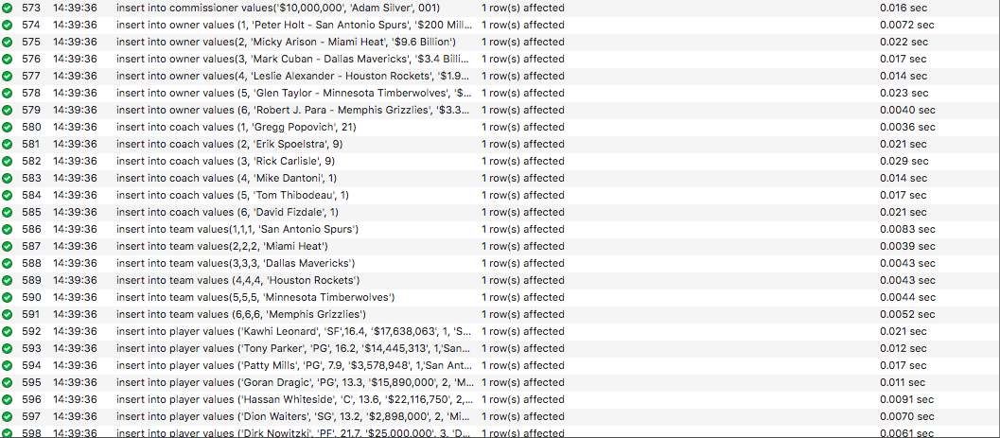 573 14:39:36 insert into commissioner values('$10,000,000', 'Adam Silver', 001) 1 row(s) affected 0.016 sec
574 14:39:36 insert into owner values (1, 'Peter Holt - San Antonio Spurs', '$200 Mill... 1 row(s) affected 0.0072 sec
575 14:39:36 insert into owner values(2, 'Micky Arison - Miami Heat', '$9.6 Billion') 1 row(s) affected 0.022 sec
576 14:39:36 insert into owner values(3, 'Mark Cuban - Dallas Mavericks', '$3.4 Billi... 1 row(s) affected 0.017 sec
577 14:39:36 insert into owner values(4, 'Leslie Alexander - Houston Rockets', '$1.9... 1 row(s) affected 0.014 sec
578 14:39:36 insert into owner values (5, 'Glen Taylor - Minnesota Timberwolves', '$... 1 row(s) affected 0.023 sec
579 14:39:36 insert into owner values (6, 'Robert J. Para - Memphis Grizzlies', '$3.3... 1 row(s) affected 0.0040 sec
580 14:39:36 insert into coach values (1, 'Gregg Popovich', 21) 1 row(s) affected 0.0036 sec
581 14:39:36 insert into coach values (2, 'Erik Spoelstra', 9) 1 row(s) affected 0.021 sec
582 14:39:36 insert into coach values (3, 'Rick Carlisle', 9) 1 row(s) affected 0.029 sec
583 14:39:36 insert into coach values (4, 'Mike Dantoni', 1) 1 row(s) affected 0.014 sec
584 14:39:36 insert into coach values (5, 'Tom Thibodeau', 1) 1 row(s) affected 0.017 sec
585 14:39:36 insert into coach values (6, 'David Fizdale', 1) 1 row(s) affected 0.021 sec
586 14:39:36 insert into team values(1,1,1, 'San Antonio Spurs') 1 row(s) affected 0.0083 sec
587 14:39:36 insert into team values(2,2,2, 'Miami Heat') 1 row(s) affected 0.0039 sec
588 14:39:36 insert into team values(3,3,3, 'Dallas Mavericks') 1 row(s) affected 0.0043 sec
589 14:39:36 insert into team values (4,4,4, 'Houston Rockets') 1 row(s) affected 0.0043 sec
590 14:39:36 insert into team values(5,5,5, 'Minnesota Timberwolves') 1 row(s) affected 0.0044 sec
591 14:39:36 insert into team values (6,6,6, 'Memphis Grizzlies') 1 row(s) affected 0.0052 sec
592 14:39:36 insert into player values ('Kawhi Leonard', 'SF',16.4, '$17,638,063', 1, 'S... 1 row(s) affected 0.021 sec
593 14:39:36 insert into player values ('Tony Parker', 'PG', 16.2, '$14,445,313', 1,'San... 1 row(s) affected 0.012 sec
594 14:39:36 insert into player values ('Patty Mills', 'PG', 7.9, '$3,578,948', 1,'San Ant... 1 row(s) affected 0.017 sec
595 14:39:36 insert into player values ('Goran Dragic', 'PG', 13.3, '$15,890,000', 2, 'M... 1 row(s) affected 0.011 sec
596 14:39:36 insert into player values ('Hassan Whiteside', 'C', 13.6, '$22,116,750', 2,... 1 row(s) affected 0.0091 sec
597 14:39:36 insert into player values ('Dion Waiters', 'SG', 13.2, '$2,898,000', 2, 'Mi... 1 row(s) affected 0.0070 sec
598 14:39:36 insert into player values ('Dirk Nowitzki', 'PF', 21.7, '$25,000,000', 3, 'D... 1 row(s) affected 0.0061 sec